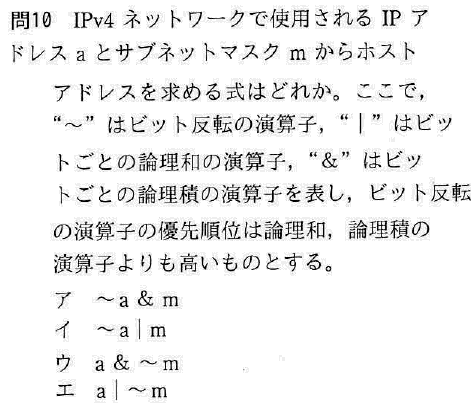 問10 IPv4 ネットワークで使用される IP ア
ドレス a とサブネットマスク m からホスト
アドレスを求める式はどれか。ここで，
“～” はビット反転の演算子，“｜” はビッ
トごとの論理和の演算子，“&” はビッ
トごとの論理積の演算子を表し，ビット反転
の演算子の優先順位は論理和，論理積の
演算子よりも高いものとする。
ア ～a & m
イ ～a｜m
ウ a & ～m
エ a｜～m